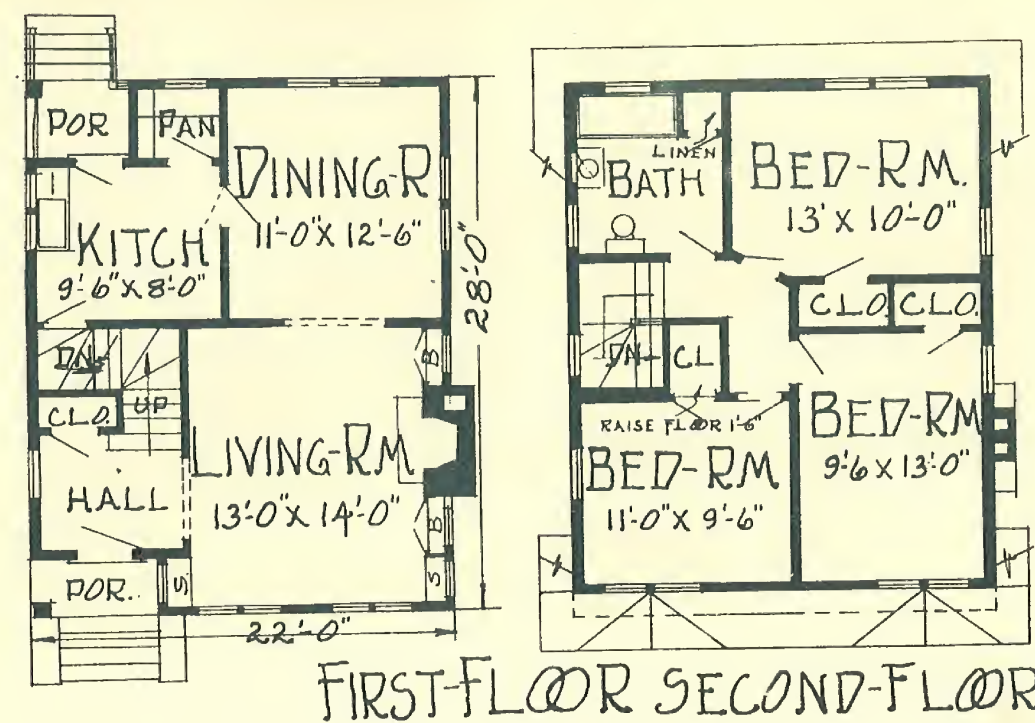 POR
PAN
DINING-R
11'-0" X 12'-6"
KITCH
9'-6" X 8'-0"
28'-0"
DN
UP
CLO.
B
LIVING-RM
13'-0" X 14'-0"
HALL
B
S
POR.
S
22'-0"
FIRST-FLOOR
LINEN
BATH
BED-RM.
13' X 10'-0"
CLO.
CLO.
DN
CL
RAISE FLOOR 1'-6"
BED-RM
11'-0" X 9'-6"
BED-RM
9'-6 X 13'-0"
SECOND-FLOOR